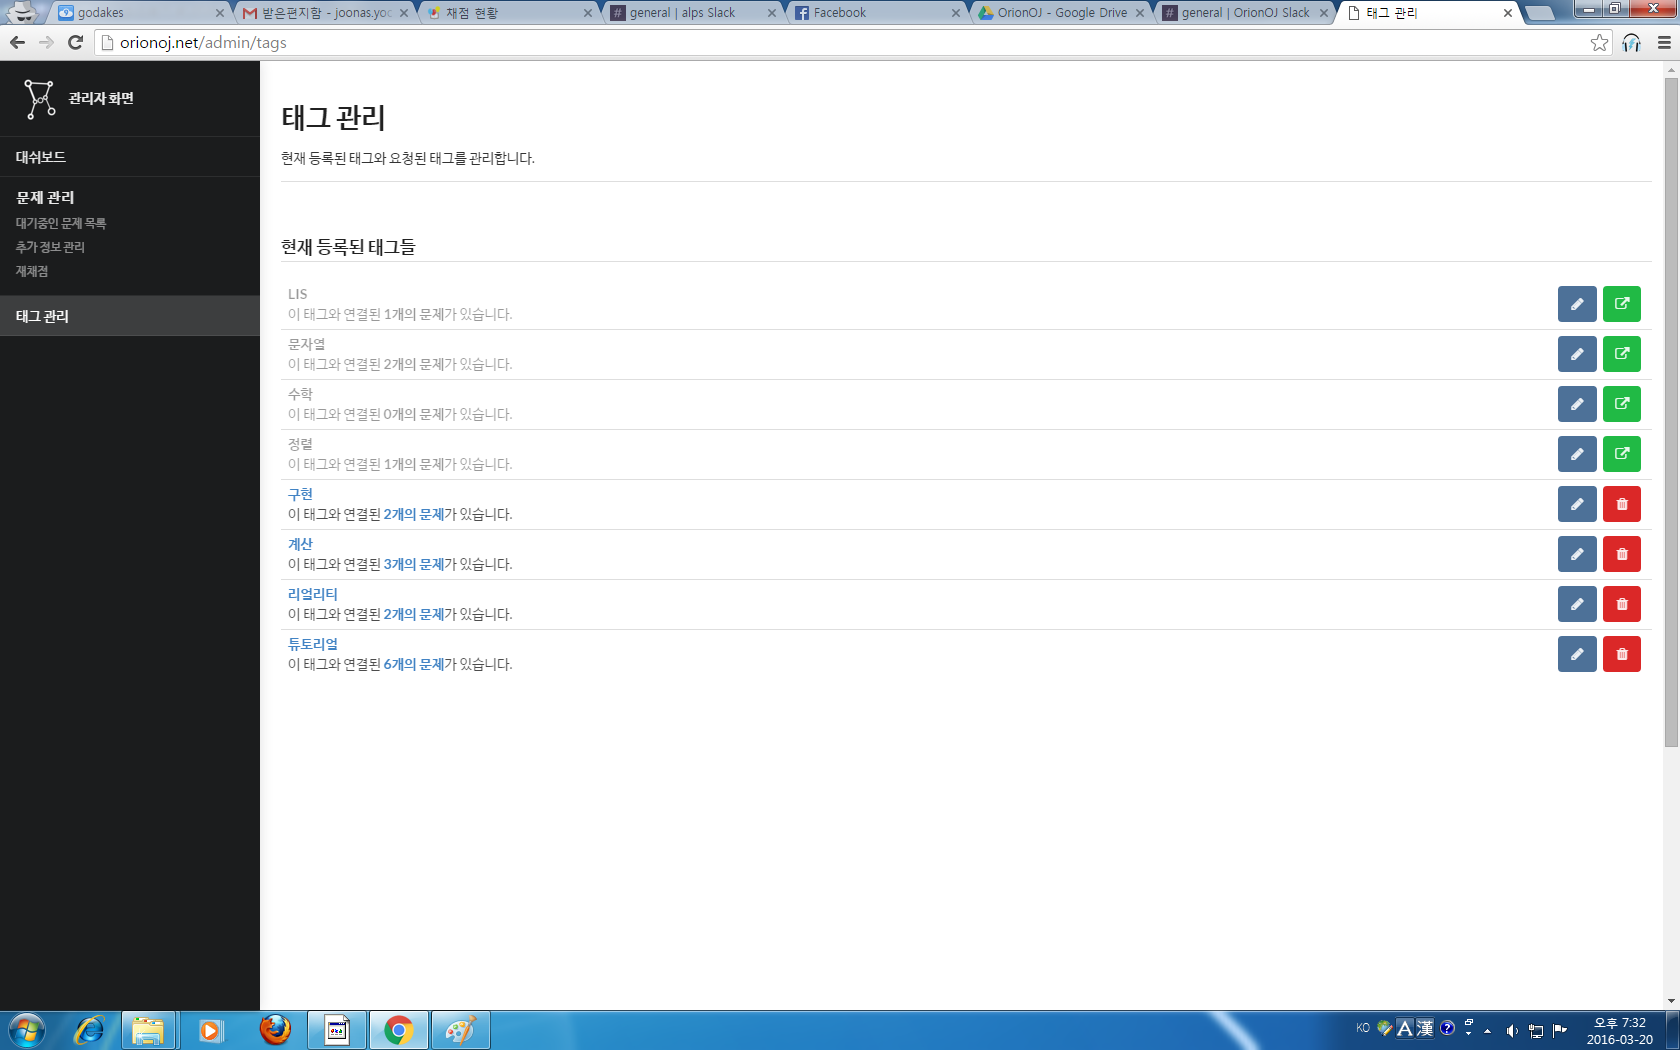 godakes
받은편지함 - joonas.yoc
채점 현황
# general | alps Slack
Facebook
OrionOJ - Google Drive
# general | OrionOJ Slack
태그 관리
orionoj.net/admin/tags
관리자 화면
대쉬보드
문제 관리
대기중인 문제 목록
추가 정보 관리
재채점
태그 관리
태그 관리
현재 등록된 태그와 요청된 태그를 관리합니다.
현재 등록된 태그들
LIS
이 태그와 연결된 1개의 문제가 있습니다.
문자열
이 태그와 연결된 2개의 문제가 있습니다.
수학
이 태그와 연결된 0개의 문제가 있습니다.
정렬
이 태그와 연결된 1개의 문제가 있습니다.
구현
이 태그와 연결된 2개의 문제가 있습니다.
계산
이 태그와 연결된 3개의 문제가 있습니다.
리얼리티
이 태그와 연결된 2개의 문제가 있습니다.
튜토리얼
이 태그와 연결된 6개의 문제가 있습니다.
KO A 漢 ?
오후 7:32
2016-03-20